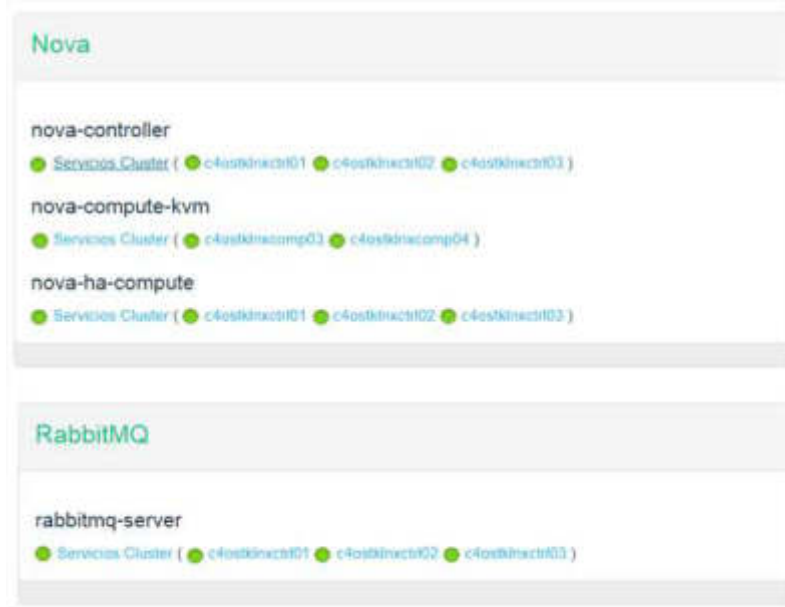 Nova
nova-controller
Servicios Cluster ( c4ostklnxctrl01 c4ostklnxctrl02 c4ostklnxctrl03 )
nova-compute-kvm
Servicios Cluster ( c4ostklnxcomp03 c4ostklnxcomp04 )
nova-ha-compute
Servicios Cluster ( c4ostklnxctrl01 c4ostklnxctrl02 c4ostklnxctrl03 )
RabbitMQ
rabbitmq-server
Servicios Cluster ( c4ostklnxctrl01 c4ostklnxctrl02 c4ostklnxctrl03 )